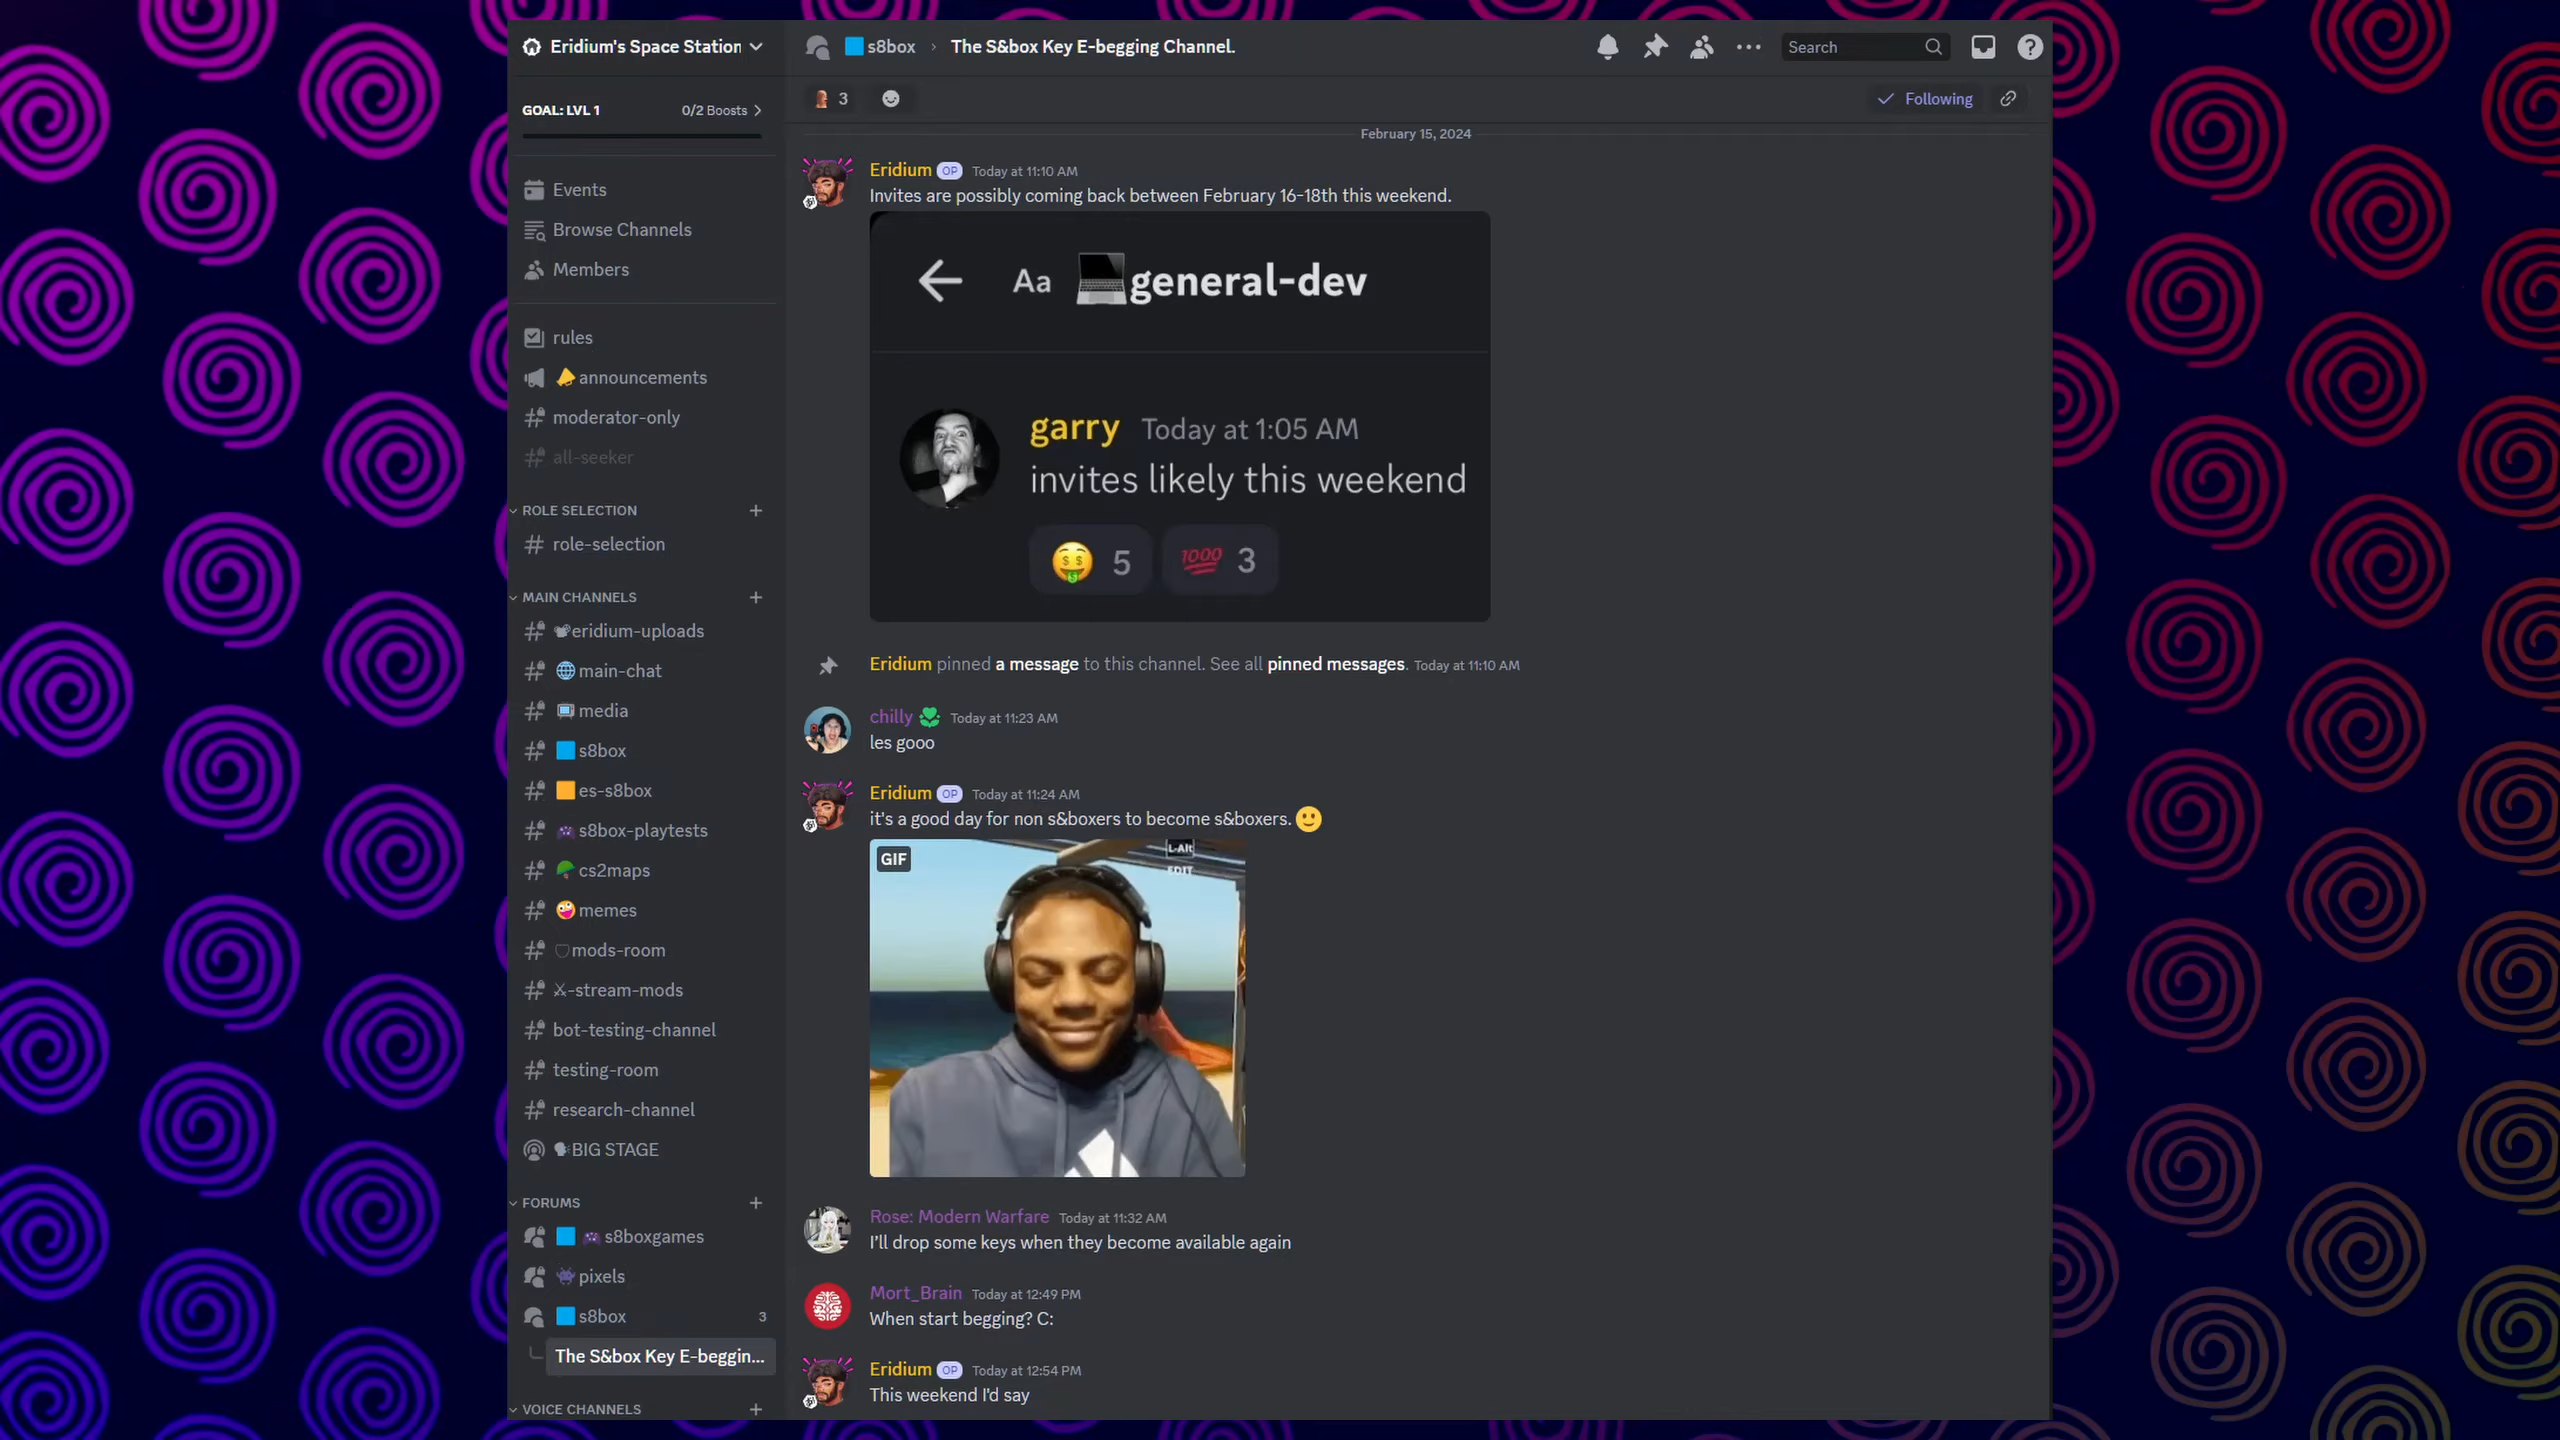 Eridium's Space Station
GOAL: LVL 1
0/2 Boosts
Events
Browse Channels
Members
rules
announcements
moderator-only
all-seeker
ROLE SELECTION
role-selection
MAIN CHANNELS
eridium-uploads
main-chat
media
s8box
es-s8box
s8box-playtests
cs2maps
memes
mods-room
-stream-mods
bot-testing-channel
testing-room
research-channel
BIG STAGE
FORUMS
s8boxgames
pixels
s8box 3
The S&box Key E-beggin...
VOICE CHANNELS
s8box › The S&box Key E-begging Channel.
Search
3
Following
February 15, 2024
Eridium OP Today at 11:10 AM
Invites are possibly coming back between February 16-18th this weekend.
Aa general-dev
garry Today at 1:05 AM
invites likely this weekend
5 1000 3
Eridium pinned a message to this channel. See all pinned messages. Today at 11:10 AM
chilly Today at 11:23 AM
les gooo
Eridium OP Today at 11:24 AM
it's a good day for non s&boxers to become s&boxers.
GIF
L-Alt
EDIT
Rose: Modern Warfare Today at 11:32 AM
I'll drop some keys when they become available again
Mort_Brain Today at 12:49 PM
When start begging? C:
Eridium OP Today at 12:54 PM
This weekend I'd say